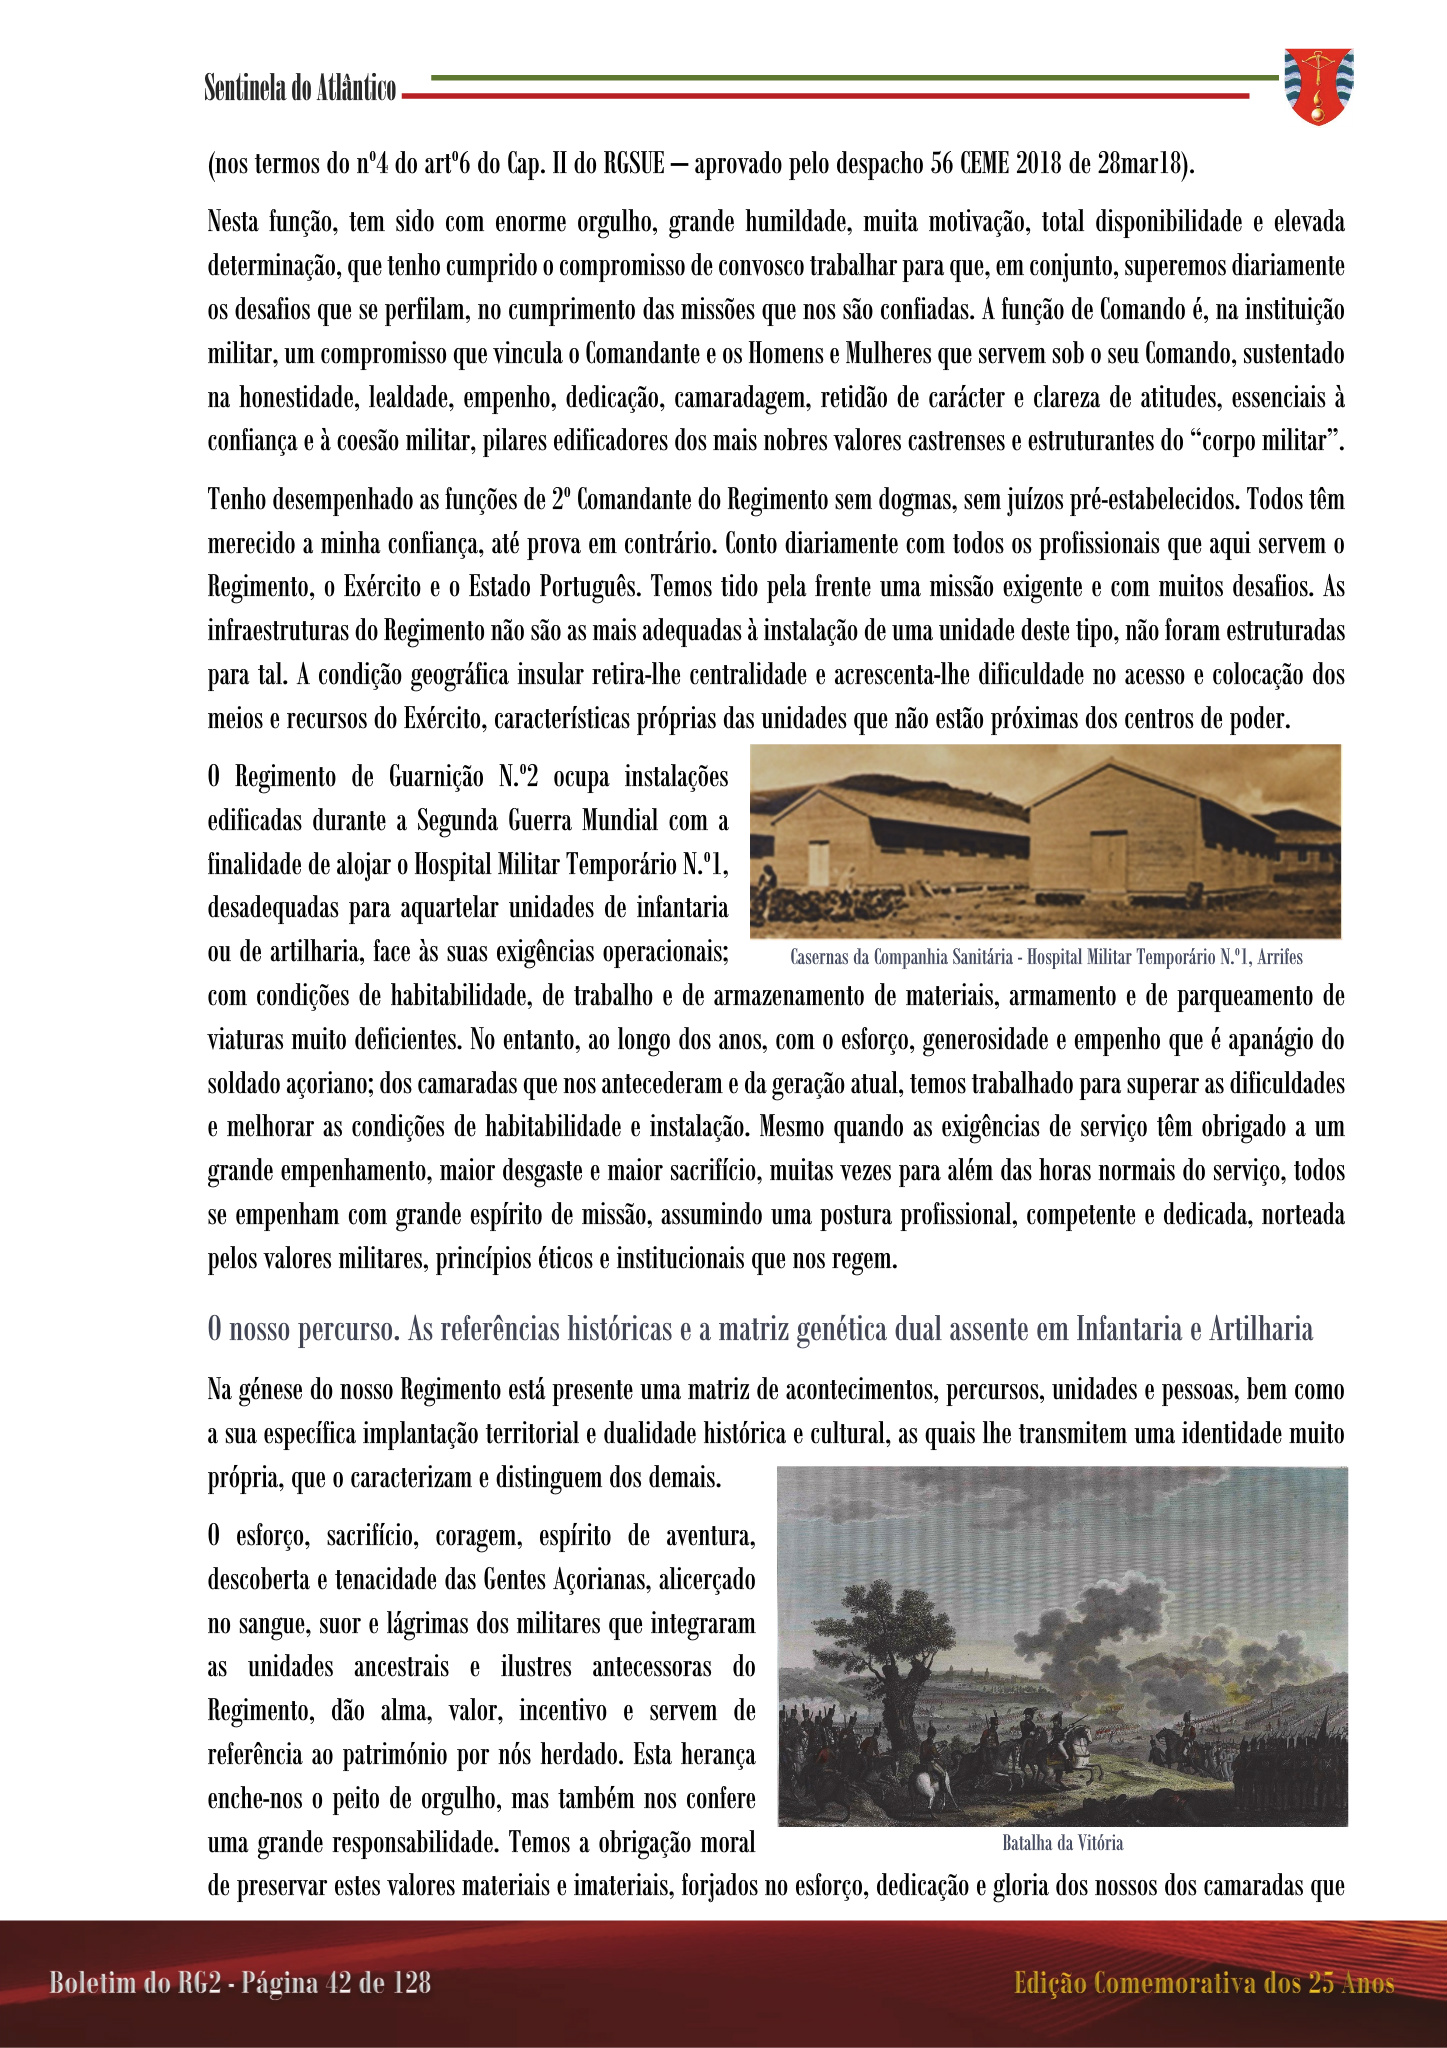 Sentinela do Atlântico
(nos termos do nº4 do artº6 do Cap. II do RGSUE – aprovado pelo despacho 56 CEME 2018 de 28mar18).
Nesta função, tem sido com enorme orgulho, grande humildade, muita motivação, total disponibilidade e elevada
determinação, que tenho cumprido o compromisso de convosco trabalhar para que, em conjunto, superemos diariamente
os desafios que se perfilam, no cumprimento das missões que nos são confiadas. A função de Comando é, na instituição
militar, um compromisso que vincula o Comandante e os Homens e Mulheres que servem sob o seu Comando, sustentado
na honestidade, lealdade, empenho, dedicação, camaradagem, retidão de carácter e clareza de atitudes, essenciais à
confiança e à coesão militar, pilares edificadores dos mais nobres valores castrenses e estruturantes do “corpo militar”.
Tenho desempenhado as funções de 2º Comandante do Regimento sem dogmas, sem juízos pré-estabelecidos. Todos têm
merecido a minha confiança, até prova em contrário. Conto diariamente com todos os profissionais que aqui servem o
Regimento, o Exército e o Estado Português. Temos tido pela frente uma missão exigente e com muitos desafios. As
infraestruturas do Regimento não são as mais adequadas à instalação de uma unidade deste tipo, não foram estruturadas
para tal. A condição geográfica insular retira-lhe centralidade e acrescenta-lhe dificuldade no acesso e colocação dos
meios e recursos do Exército, características próprias das unidades que não estão próximas dos centros de poder.
O Regimento de Guarnição N.º2 ocupa instalações
edificadas durante a Segunda Guerra Mundial com a
finalidade de alojar o Hospital Militar Temporário N.º1,
desadequadas para aquartelar unidades de infantaria
ou de artilharia, face às suas exigências operacionais;
Casernas da Companhia Sanitária - Hospital Militar Temporário N.º1, Arrifes
com condições de habitabilidade, de trabalho e de armazenamento de materiais, armamento e de parqueamento de
viaturas muito deficientes. No entanto, ao longo dos anos, com o esforço, generosidade e empenho que é apanágio do
soldado açoriano; dos camaradas que nos antecederam e da geração atual, temos trabalhado para superar as dificuldades
e melhorar as condições de habitabilidade e instalação. Mesmo quando as exigências de serviço têm obrigado a um
grande empenhamento, maior desgaste e maior sacrifício, muitas vezes para além das horas normais do serviço, todos
se empenham com grande espírito de missão, assumindo uma postura profissional, competente e dedicada, norteada
pelos valores militares, princípios éticos e institucionais que nos regem.
O nosso percurso. As referências históricas e a matriz genética dual assente em Infantaria e Artilharia
Na génese do nosso Regimento está presente uma matriz de acontecimentos, percursos, unidades e pessoas, bem como
a sua específica implantação territorial e dualidade histórica e cultural, as quais lhe transmitem uma identidade muito
própria, que o caracterizam e distinguem dos demais.
O esforço, sacrifício, coragem, espírito de aventura,
descoberta e tenacidade das Gentes Açorianas, alicerçado
no sangue, suor e lágrimas dos militares que integraram
as unidades ancestrais e ilustres antecessoras do
Regimento, dão alma, valor, incentivo e servem de
referência ao património por nós herdado. Esta herança
enche-nos o peito de orgulho, mas também nos confere
uma grande responsabilidade. Temos a obrigação moral
Batalha da Vitória
de preservar estes valores materiais e imateriais, forjados no esforço, dedicação e gloria dos nossos dos camaradas que
Boletim do RG2 - Página 42 de 128
Edição Comemorativa dos 25 Anos